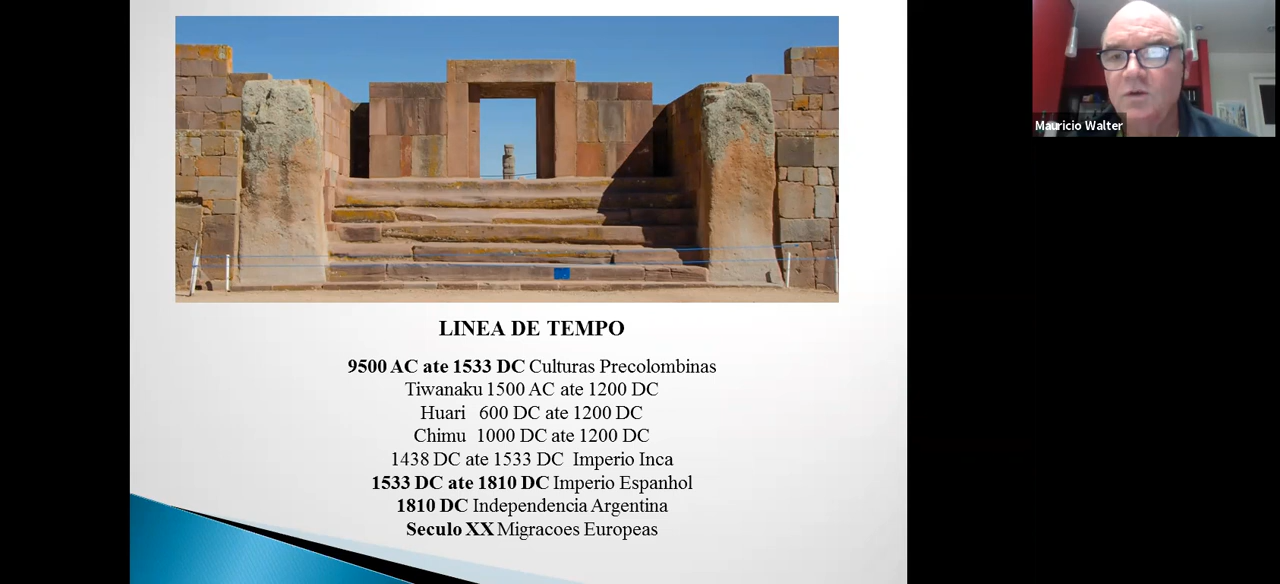 Mauricio Walter
LINEA DE TEMPO
9500 AC ate 1533 DC Culturas Precolombinas
Tiwanaku 1500 AC ate 1200 DC
Huari 600 DC ate 1200 DC
Chimu 1000 DC ate 1200 DC
1438 DC ate 1533 DC Imperio Inca
1533 DC ate 1810 DC Imperio Espanhol
1810 DC Independencia Argentina
Seculo XX Migracoes Europeas